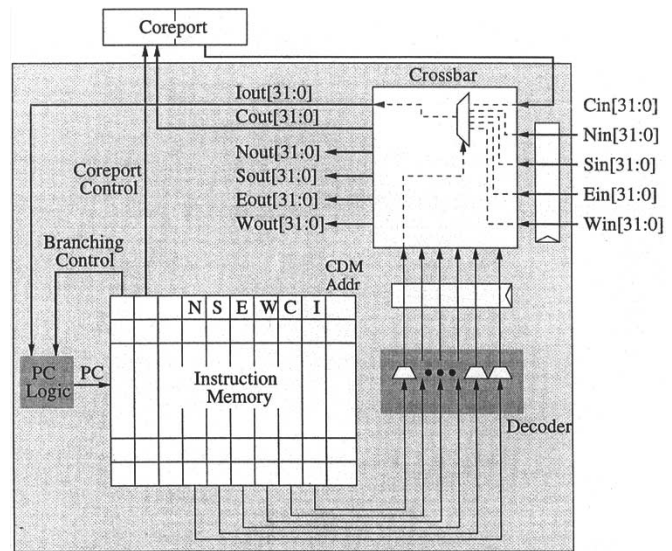 Coreport
Crossbar
Iout[31:0]
Cout[31:0]
Nout[31:0]
Sout[31:0]
Eout[31:0]
Wout[31:0]
Cin[31:0]
Nin[31:0]
Sin[31:0]
Ein[31:0]
Win[31:0]
Coreport
Control
Branching
Control
CDM
Addr
N S E W C I
PC
Logic
PC
Instruction
Memory
Decoder